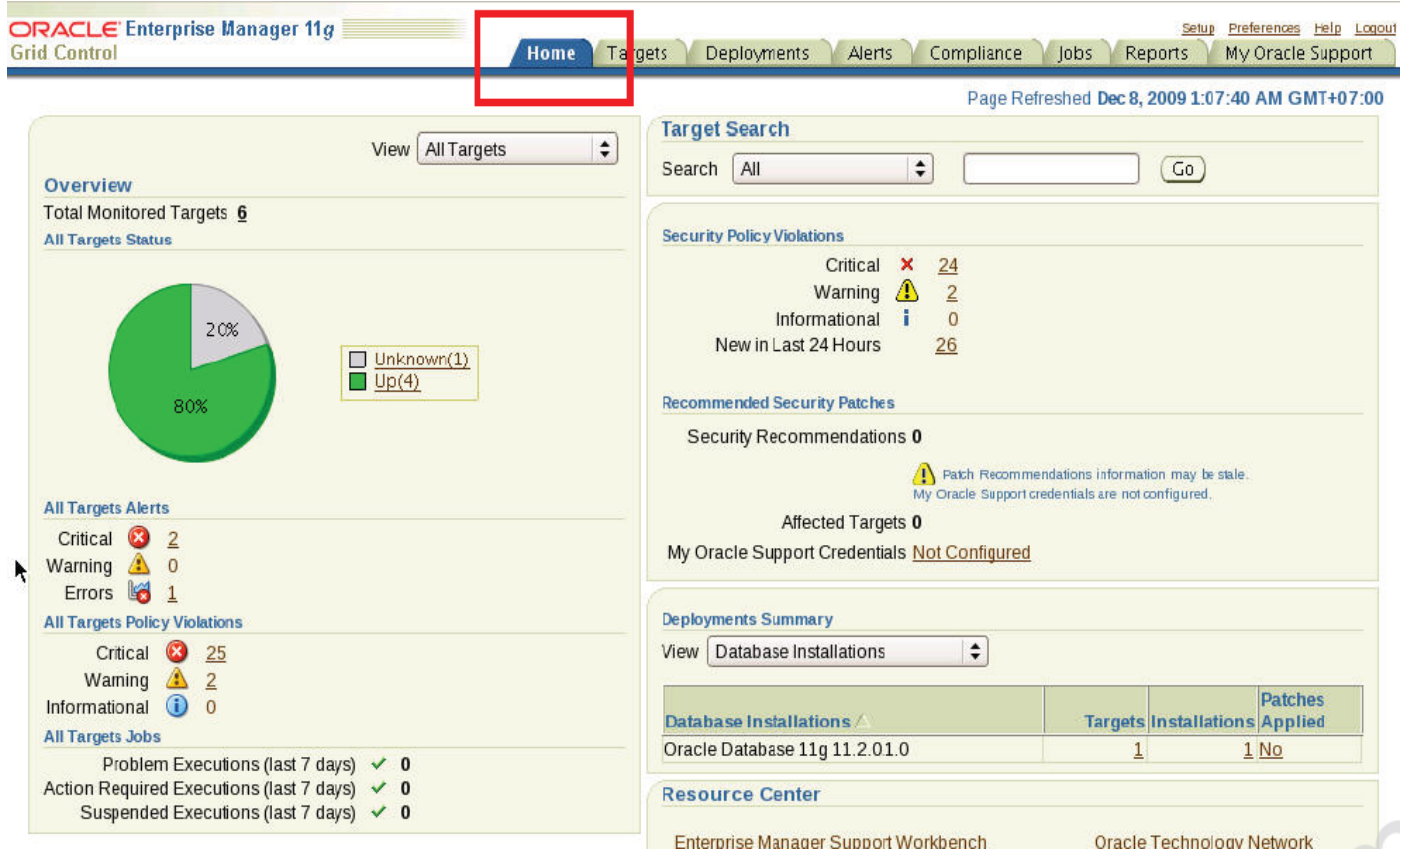 ORACLE Enterprise Manager 11g
Grid Control
Setup Preferences Help Logout
Home Targets Deployments Alerts Compliance Jobs Reports My Oracle Support
Page Refreshed Dec 8, 2009 1:07:40 AM GMT+07:00
View All Targets
Overview
Total Monitored Targets 6
All Targets Status
20%
80%
Unknown(1)
Up(4)
All Targets Alerts
Critical 2
Warning 0
Errors 1
All Targets Policy Violations
Critical 25
Warning 2
Informational 0
All Targets Jobs
Problem Executions (last 7 days) 0
Action Required Executions (last 7 days) 0
Suspended Executions (last 7 days) 0
Target Search
Search All Go
Security Policy Violations
Critical 24
Warning 2
Informational 0
New in Last 24 Hours 26
Recommended Security Patches
Security Recommendations 0
Patch Recommendations information may be stale.
My Oracle Support credentials are not configured.
Affected Targets 0
My Oracle Support Credentials Not Configured
Deployments Summary
View Database Installations
Database Installations Targets Installations Patches Applied
Oracle Database 11g 11.2.0.1.0 1 1 No
Resource Center
Enterprise Manager Support Workbench Oracle Technology Network